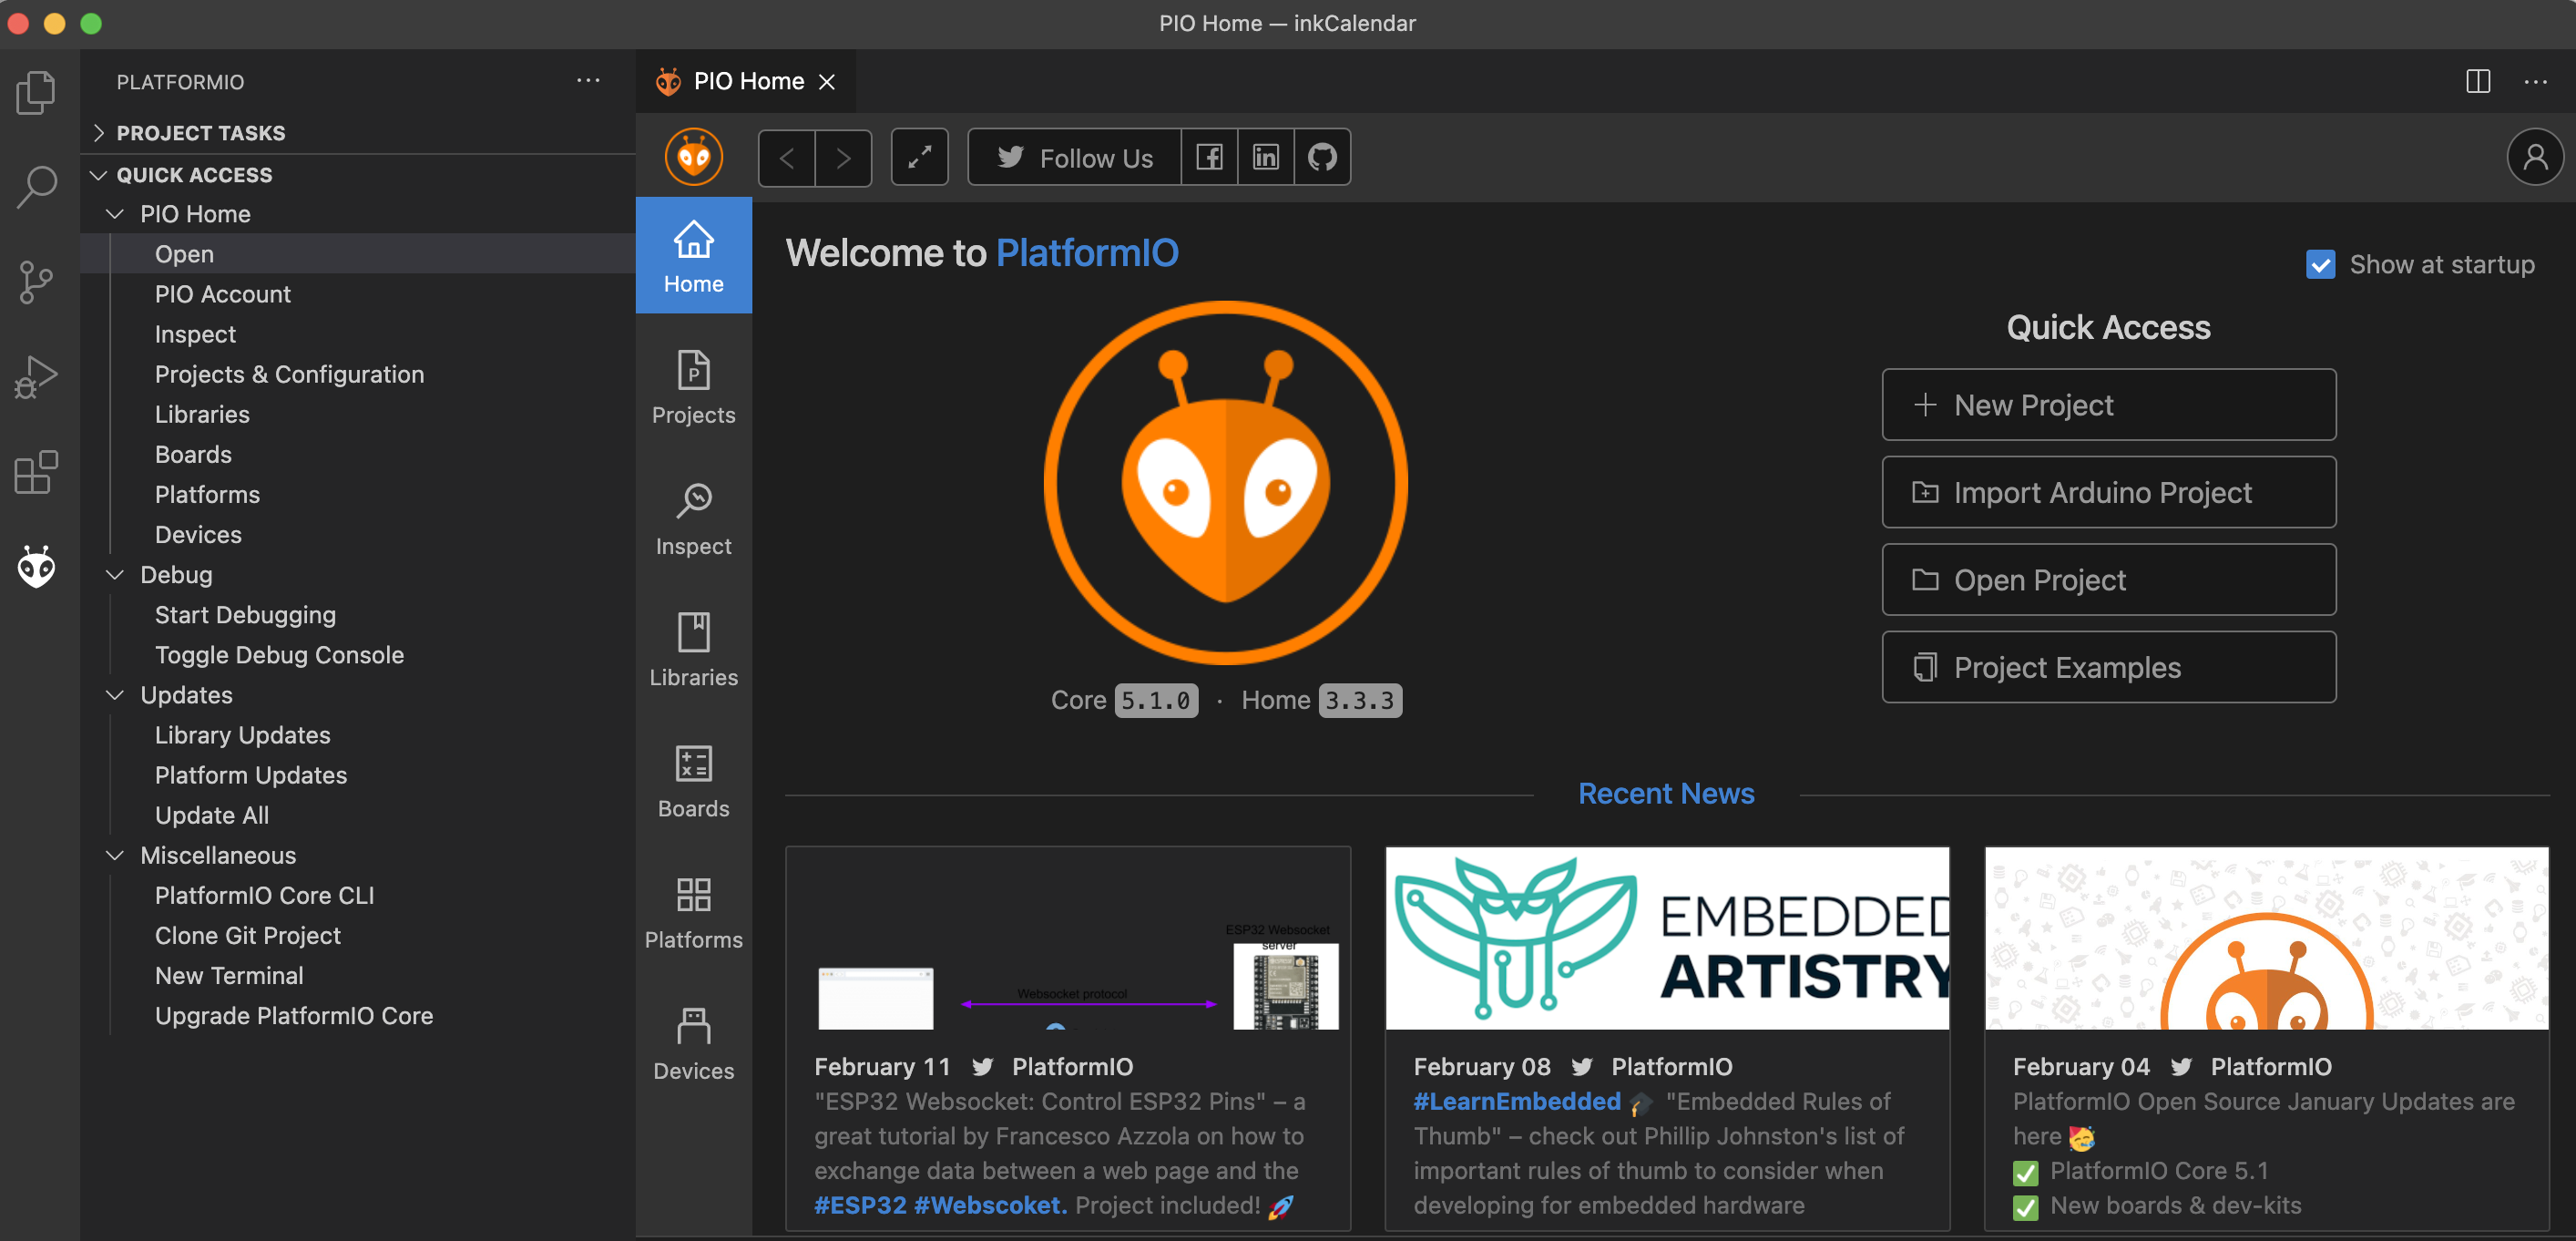 PIO Home — inkCalendar
PLATFORMIO
PROJECT TASKS
QUICK ACCESS
PIO Home
Open
PIO Account
Inspect
Projects & Configuration
Libraries
Boards
Platforms
Devices
Debug
Start Debugging
Toggle Debug Console
Updates
Library Updates
Platform Updates
Update All
Miscellaneous
PlatformIO Core CLI
Clone Git Project
New Terminal
Upgrade PlatformIO Core
PIO Home
Follow Us
Home
Projects
Inspect
Libraries
Boards
Platforms
Devices
Welcome to PlatformIO
Show at startup
Core 5.1.0 · Home 3.3.3
Quick Access
New Project
Import Arduino Project
Open Project
Project Examples
Recent News
ESP32 Websocket
server
Websocket protocol
February 11 PlatformIO
"ESP32 Websocket: Control ESP32 Pins" – a
great tutorial by Francesco Azzola on how to
exchange data between a web page and the
#ESP32 #Webscoket. Project included! 🚀
EMBEDDED
ARTISTRY
February 08 PlatformIO
#LearnEmbedded 🎓 "Embedded Rules of
Thumb" – check out Phillip Johnston's list of
important rules of thumb to consider when
developing for embedded hardware
February 04 PlatformIO
PlatformIO Open Source January Updates are
here 🥳
✅ PlatformIO Core 5.1
✅ New boards & dev-kits